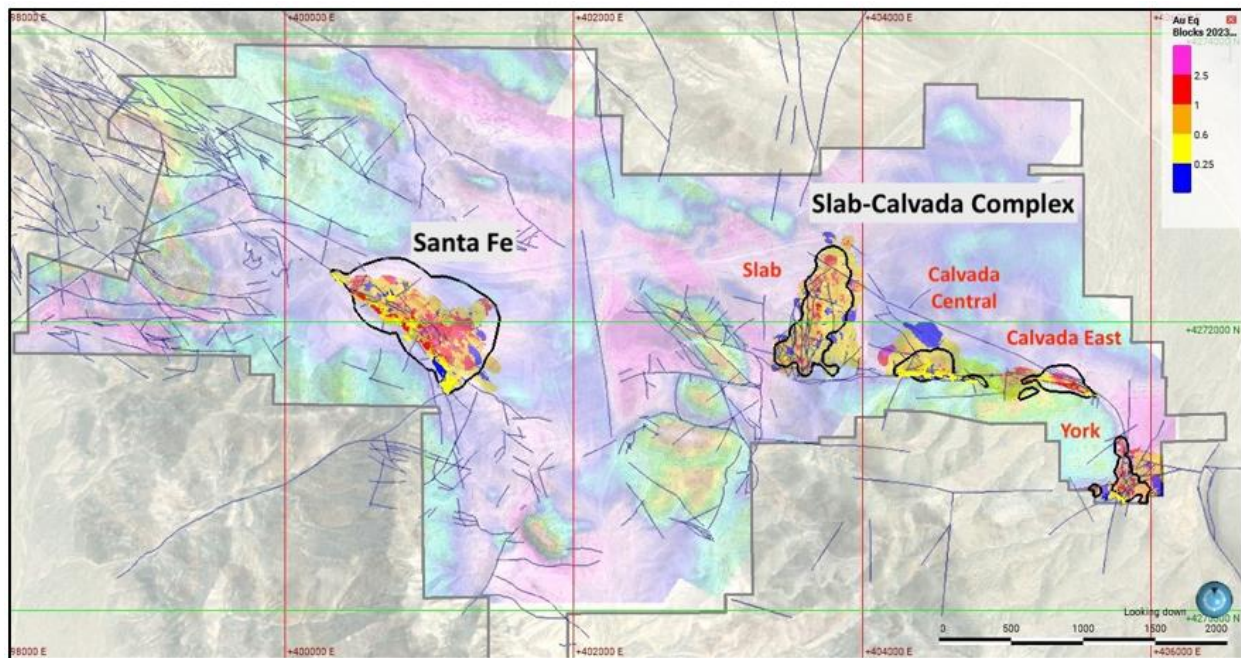 98000 E
+400000 E
+402000 E
+404000 E
Au Eq
Blocks 2023...
+4274000 N
2.5
1
0.6
0.25
Slab-Calvada Complex
Santa Fe
Slab
Calvada
Central
Calvada East
+4272000 N
York
Looking down
0 500 1000 1500 2000
98000 E
+400000 E
+402000 E
+404000 E
+406000 E